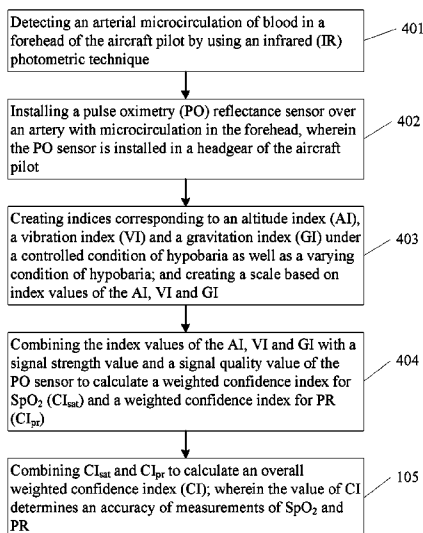 Detecting an arterial microcirculation of blood in a
forehead of the aircraft pilot by using an infrared (IR)
photometric technique
401
Installing a pulse oximetry (PO) reflectance sensor over
an artery with microcirculation in the forehead, wherein
the PO sensor is installed in a headgear of the aircraft
pilot
402
Creating indices corresponding to an altitude index (AI),
a vibration index (VI) and a gravitation index (GI) under
a controlled condition of hypobaria as well as a varying
condition of hypobaria; and creating a scale based on
index values of the AI, VI and GI
403
Combining the index values of the AI, VI and GI with a
signal strength value and a signal quality value of the
PO sensor to calculate a weighted confidence index for
SpO₂ (CIsat) and a weighted confidence index for PR
(CIpr)
404
Combining CIsat and CIpr to calculate an overall
weighted confidence index (CI); wherein the value of CI
determines an accuracy of measurements of SpO₂ and
PR
105